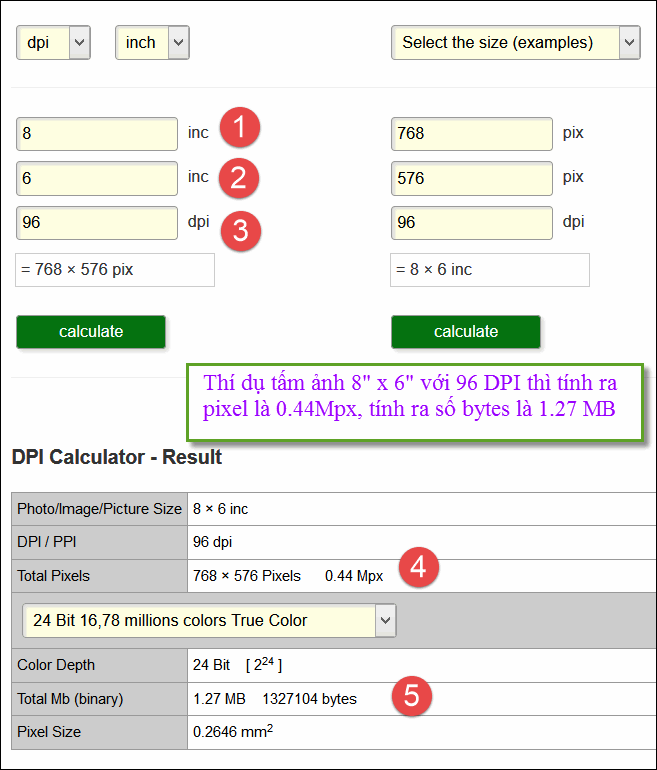 dpi inch Select the size (examples)
8 inc 1 768 pix
6 inc 2 576 pix
96 dpi 3 96 dpi
= 768 × 576 pix = 8 × 6 inc
calculate calculate
Thí dụ tấm ảnh 8" x 6" với 96 DPI thì tính ra
pixel là 0.44Mpx, tính ra số bytes là 1.27 MB
DPI Calculator - Result
Photo/Image/Picture Size 8 × 6 inc
DPI / PPI 96 dpi
Total Pixels 768 × 576 Pixels 0.44 Mpx 4
24 Bit 16,78 millions colors True Color
Color Depth 24 Bit [ 2²⁴ ]
Total Mb (binary) 1.27 MB 1327104 bytes 5
Pixel Size 0.2646 mm²